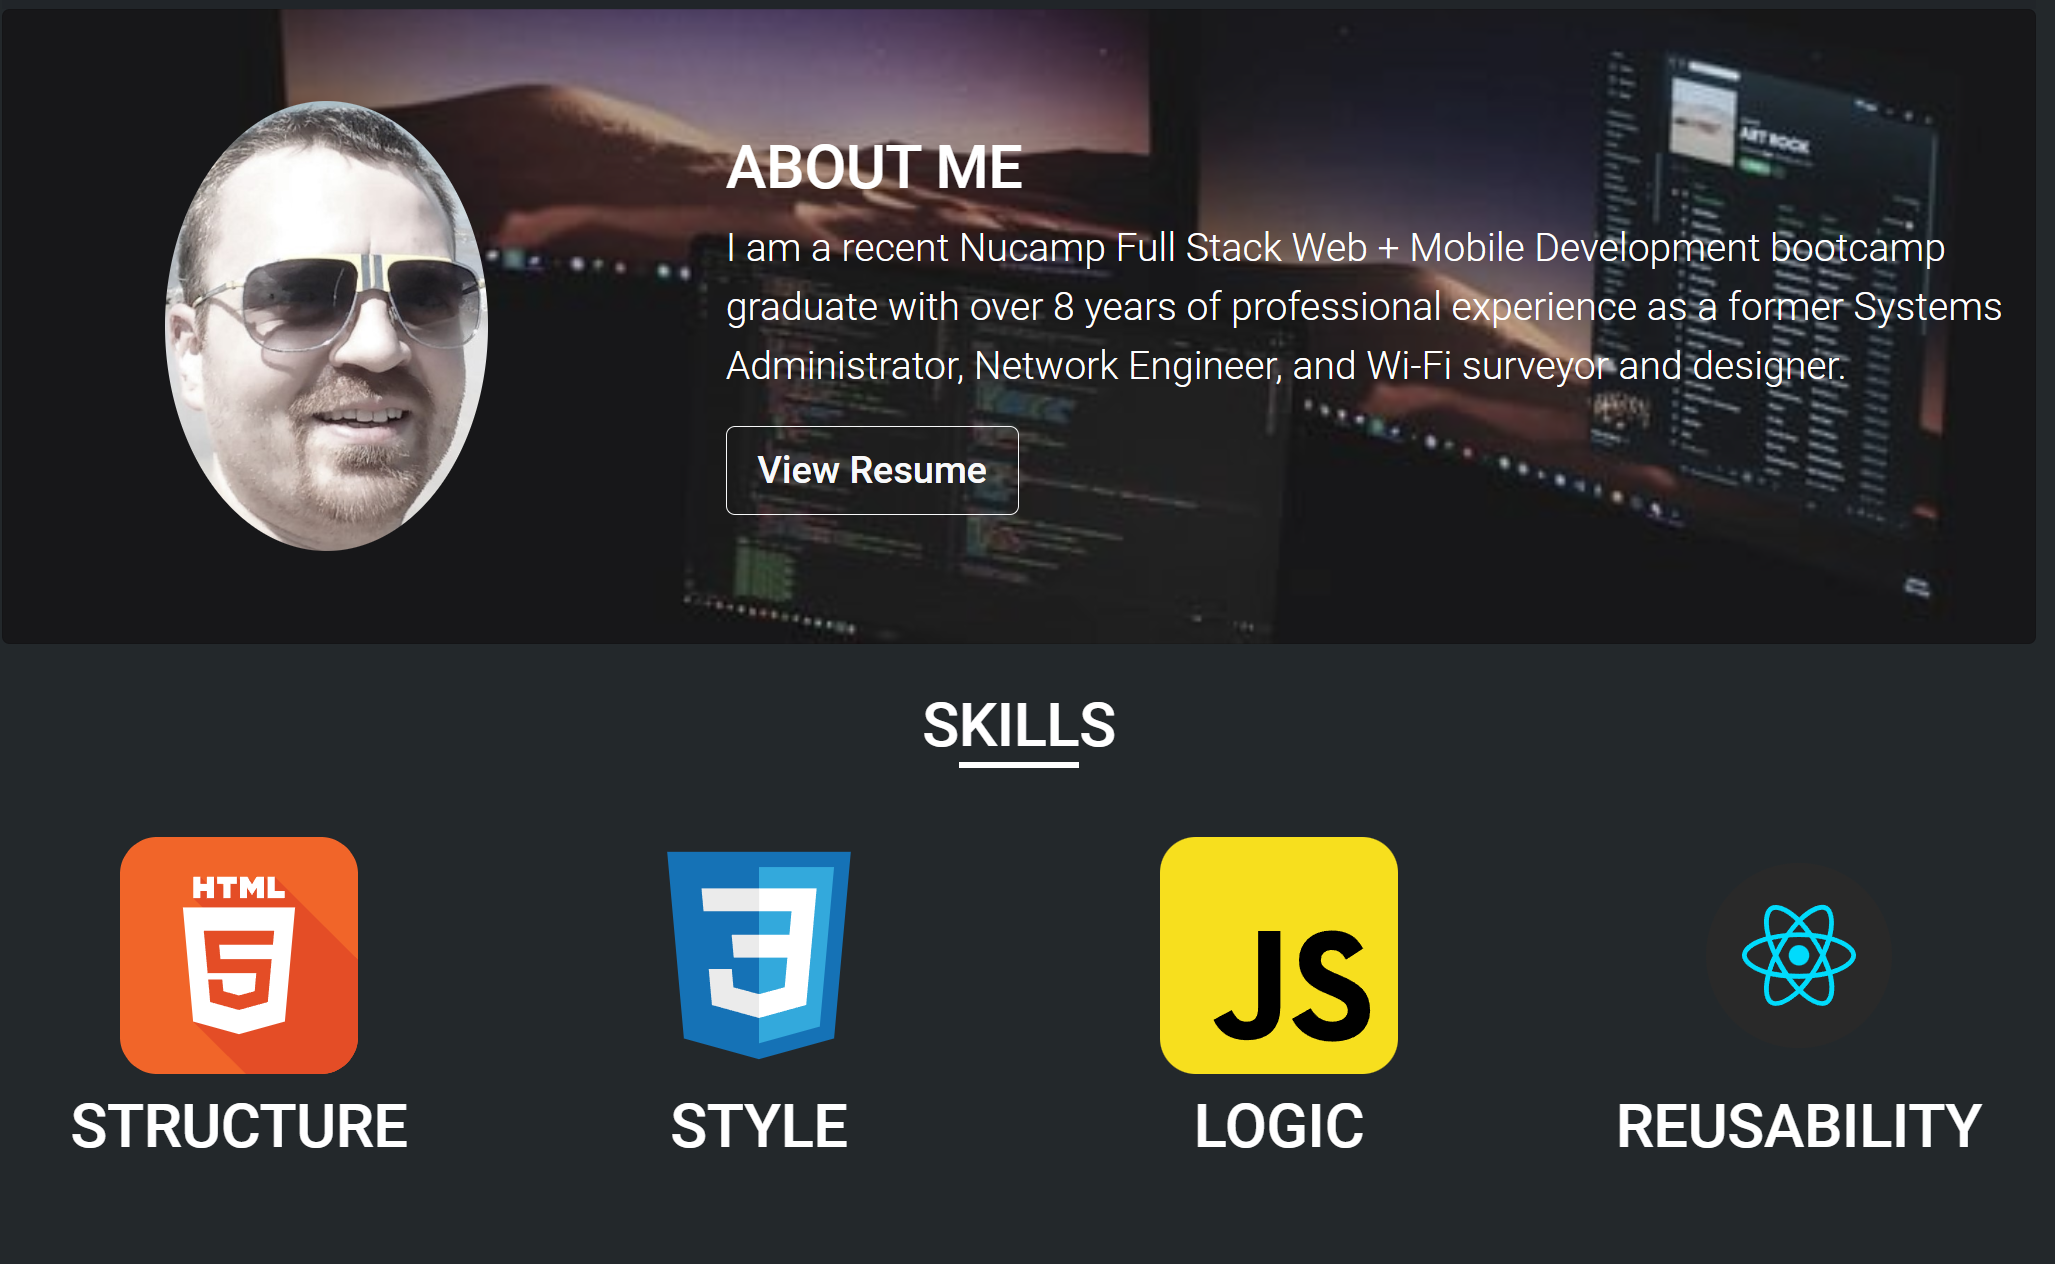 ART ROCK
ABOUT ME
I am a recent Nucamp Full Stack Web + Mobile Development bootcamp
graduate with over 8 years of professional experience as a former Systems
Administrator, Network Engineer, and Wi-Fi surveyor and designer.
View Resume
SKILLS
HTML
5
3
JS
STRUCTURE
STYLE
LOGIC
REUSABILITY